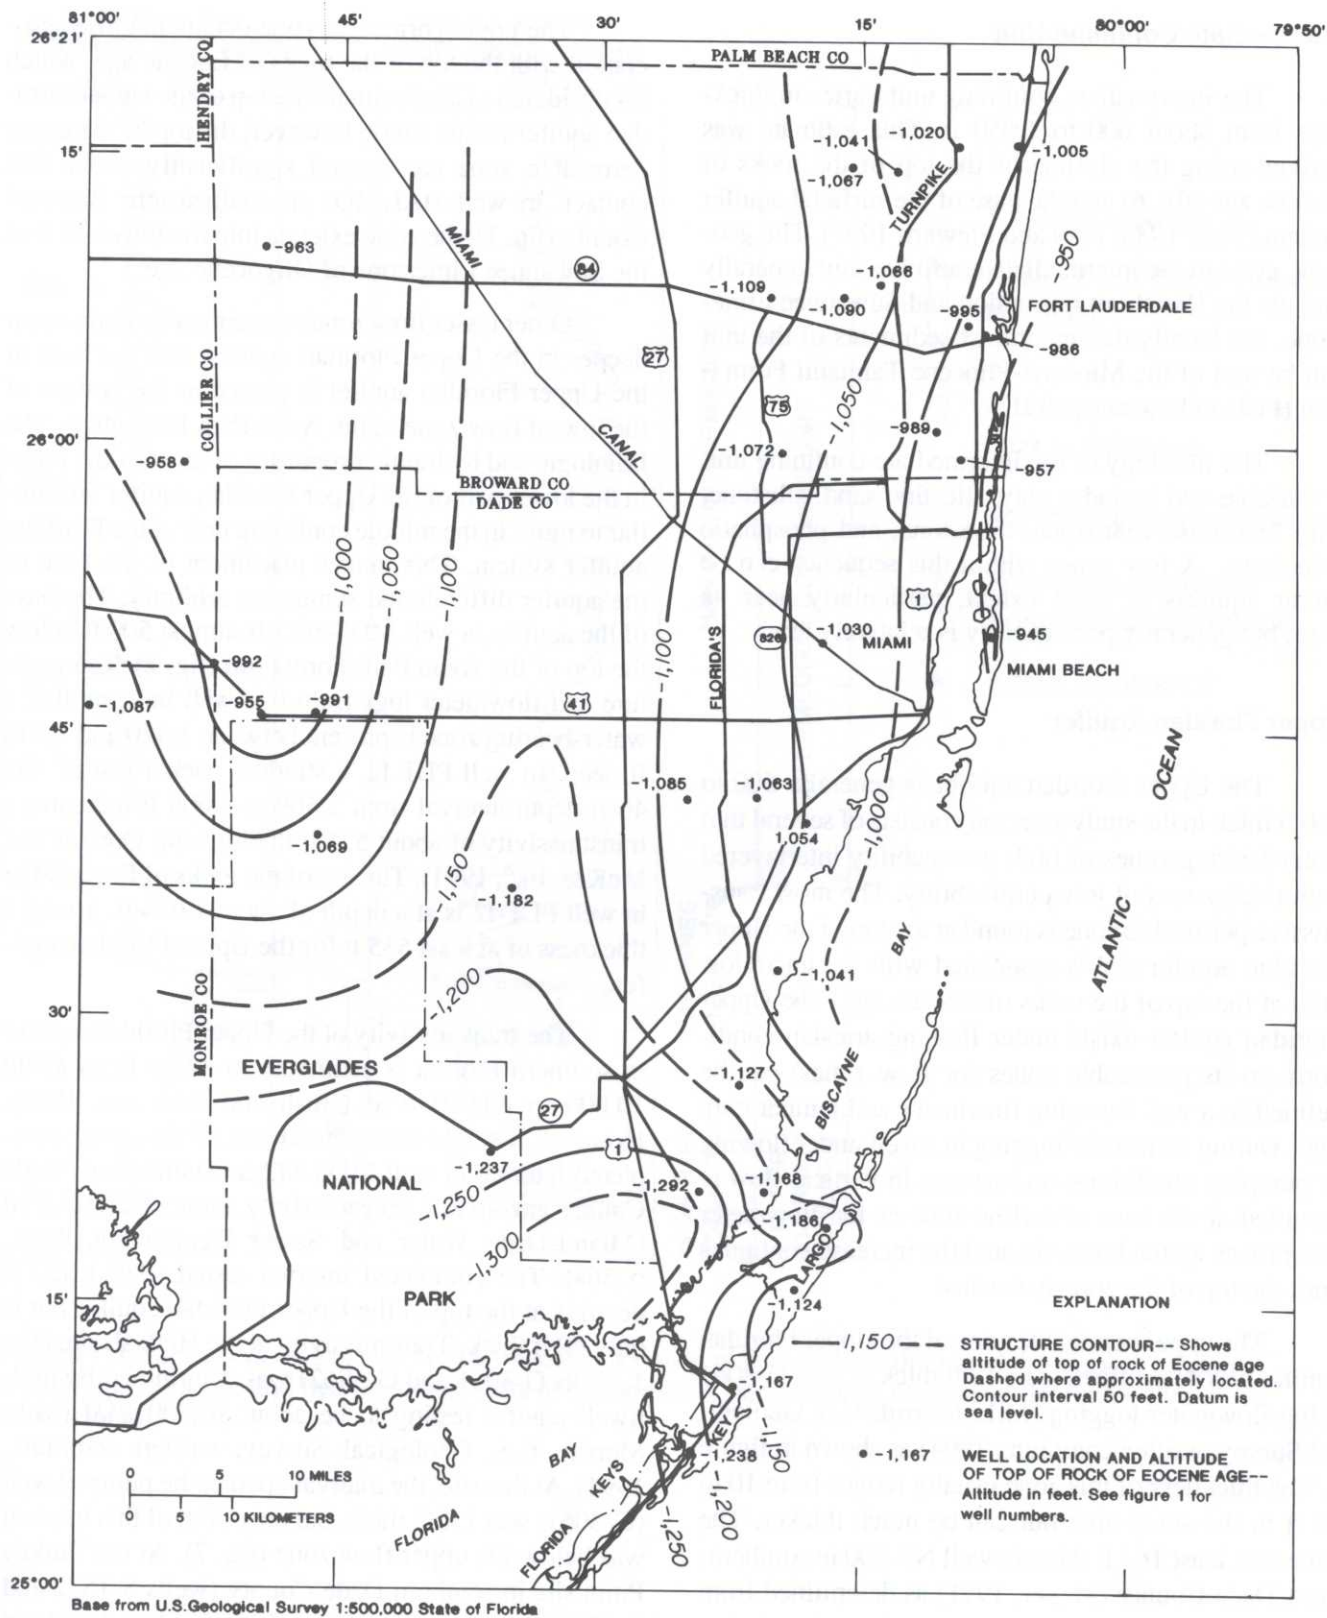 81°00'
45'
30'
15'
80°00'
79°50'
26°21'
PALM BEACH CO
HENDRY CO
-1,020
-1,041
-1,005
15'
-1,067
TURNPIKE
-950
MIAMI
-963
84
-1,066
-1,109
-1,090
-995
FORT LAUDERDALE
-986
27
COLLIER CO
75
-1,050
CANAL
-989
26°00'
-958
-1,072
-957
BROWARD CO
DADE CO
-1,000
-1,050
-1,100
1
-1,100
FLORIDA'S
826
-1,030
MIAMI
-945
MIAMI BEACH
-992
-955
-991
-1,087
41
45'
OCEAN
-1,085
-1,063
1,054
-1,000
-1,069
-1,150
-1,182
ATLANTIC
BAY
-1,041
-1,200
30'
MONROE CO
EVERGLADES
-1,127
BISCAYNE
27
1
-1,237
NATIONAL
-1,292
-1,168
-1,250
-1,186
-1,300
LARGO
-1,124
15'
PARK
EXPLANATION
-1,150
STRUCTURE CONTOUR-- Shows
altitude of top of rock of Eocene age
Dashed where approximately located.
Contour interval 50 feet. Datum is
sea level.
-1,167
KEY
-1,150
-1,238
-1,167
WELL LOCATION AND ALTITUDE
OF TOP OF ROCK OF EOCENE AGE--
Altitude in feet. See figure 1 for
well numbers.
BAY
KEYS
-1,200
-1,250
0 5 10 MILES
0 5 10 KILOMETERS
FLORIDA
FLORIDA
25°00'
Base from U.S.Geological Survey 1:500,000 State of Florida